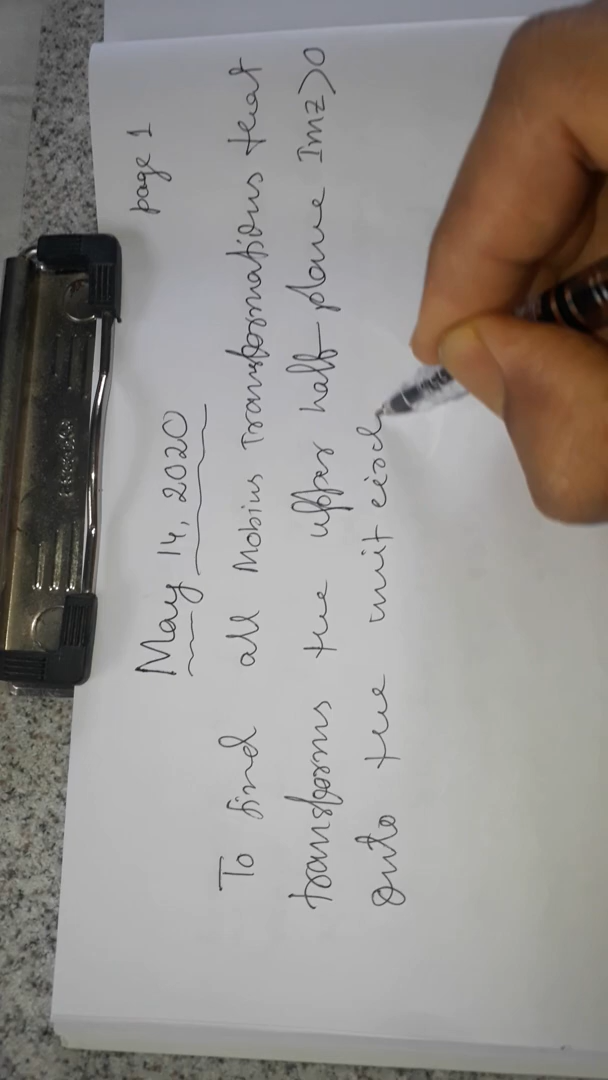 page 1
May 14, 2020
To find all Mobius transformations that
transforms the upper half plane Imz>0
onto the unit circl